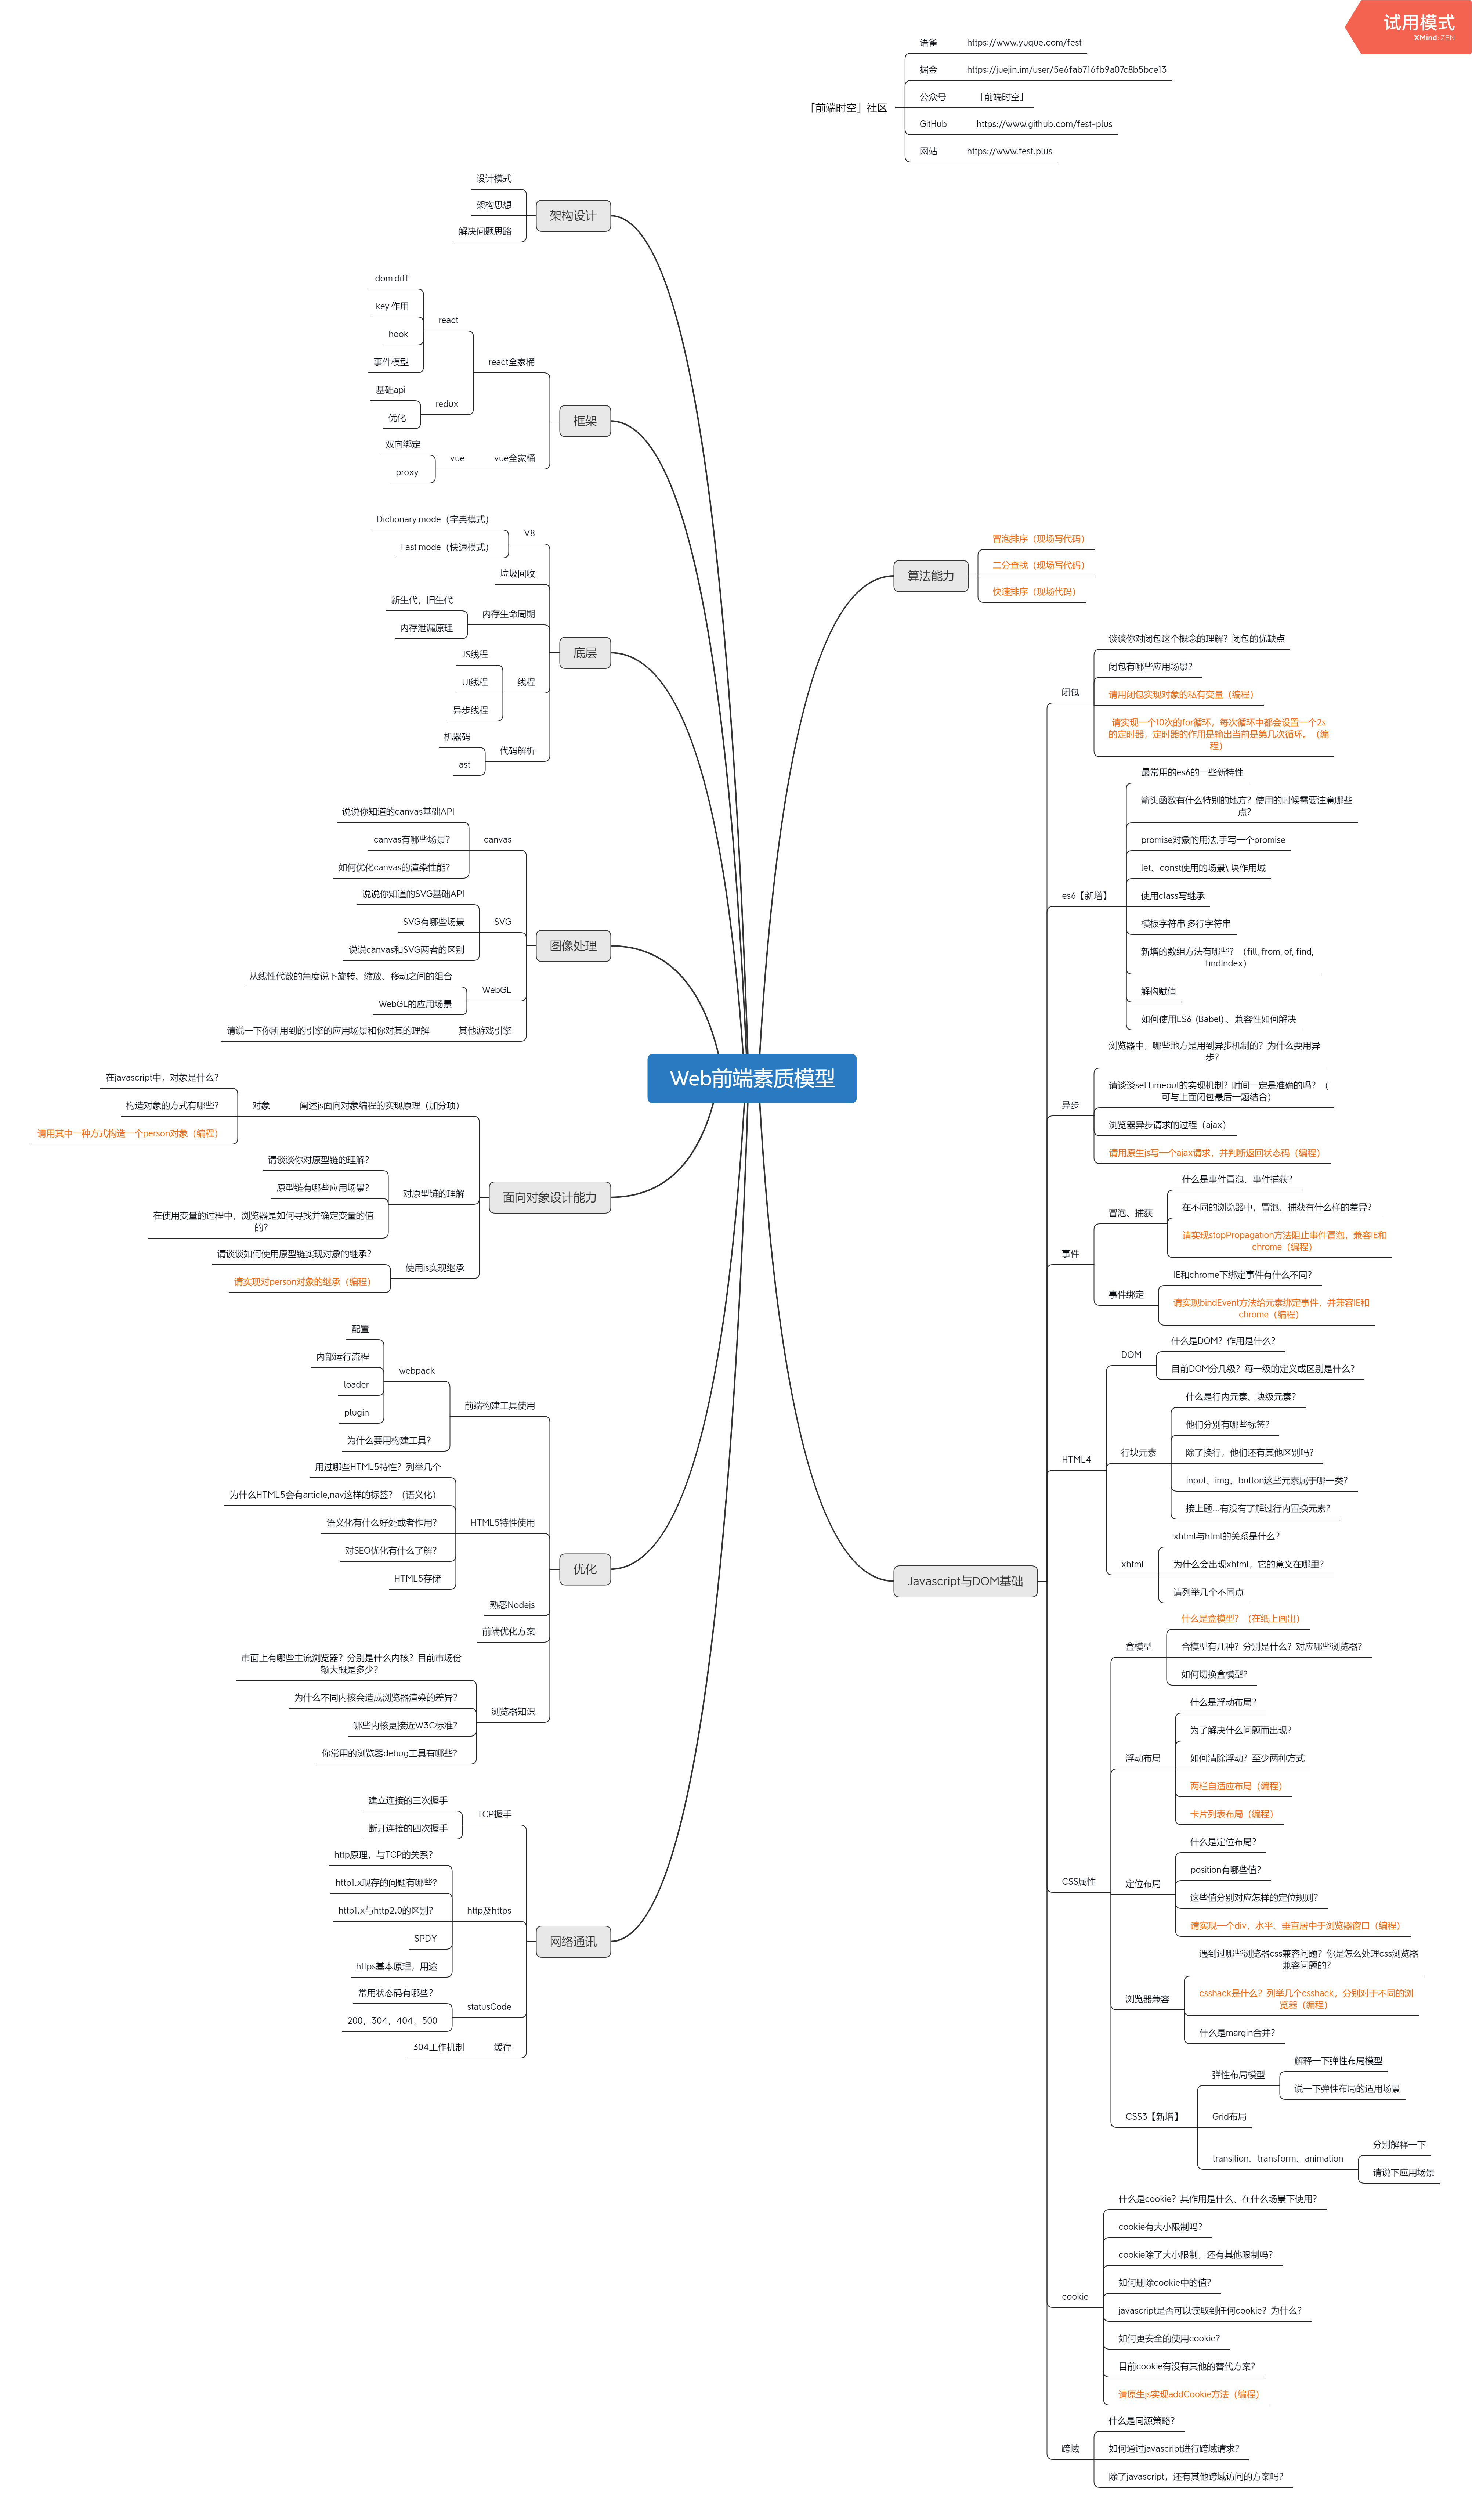 试用模式
XMind:ZEN
「前端时空」社区
语雀 https://www.yuque.com/fest
掘金 https://juejin.im/user/5e6fab716fb9a07c8b5bce13
公众号 「前端时空」
GitHub https://www.github.com/fest-plus
网站 https://www.fest.plus
Web前端素质模型
架构设计
设计模式
架构思想
解决问题思路
框架
react全家桶
react
dom diff
key 作用
hook
事件模型
redux
基础api
优化
vue全家桶
vue
双向绑定
proxy
底层
V8
Dictionary mode（字典模式）
Fast mode（快速模式）
垃圾回收
内存生命周期
新生代，旧生代
内存泄漏原理
线程
JS线程
UI线程
异步线程
代码解析
机器码
ast
图像处理
canvas
说说你知道的canvas基础API
canvas有哪些场景？
如何优化canvas的渲染性能？
SVG
说说你知道的SVG基础API
SVG有哪些场景
说说canvas和SVG两者的区别
WebGL
从线性代数的角度说下旋转、缩放、移动之间的组合
WebGL的应用场景
其他游戏引擎
请说一下你所用到的引擎的应用场景和你对其的理解
面向对象设计能力
阐述js面向对象编程的实现原理（加分项）
对象
在javascript中，对象是什么？
构造对象的方式有哪些？
请用其中一种方式构造一个person对象（编程）
对原型链的理解
请谈谈你对原型链的理解？
原型链有哪些应用场景？
在使用变量的过程中，浏览器是如何寻找并确定变量的值
的？
使用js实现继承
请谈谈如何使用原型链实现对象的继承？
请实现对person对象的继承（编程）
优化
前端构建工具使用
webpack
配置
内部运行流程
loader
plugin
为什么要用构建工具？
HTML5特性使用
用过哪些HTML5特性？列举几个
为什么HTML5会有article,nav这样的标签？（语义化）
语义化有什么好处或者作用？
对SEO优化有什么了解？
HTML5存储
熟悉Nodejs
前端优化方案
浏览器知识
市面上有哪些主流浏览器？分别是什么内核？目前市场份
额大概是多少？
为什么不同内核会造成浏览器渲染的差异？
哪些内核更接近W3C标准？
你常用的浏览器debug工具有哪些？
网络通讯
TCP握手
建立连接的三次握手
断开连接的四次握手
http及https
http原理，与TCP的关系？
http1.x现存的问题有哪些？
http1.x与http2.0的区别？
SPDY
https基本原理，用途
statusCode
常用状态码有哪些？
200，304，404，500
缓存
304工作机制
算法能力
冒泡排序（现场写代码）
二分查找（现场写代码）
快速排序（现场代码）
Javascript与DOM基础
闭包
谈谈你对闭包这个概念的理解？闭包的优缺点
闭包有哪些应用场景？
请用闭包实现对象的私有变量（编程）
请实现一个10次的for循环，每次循环中都会设置一个2s
的定时器，定时器的作用是输出当前是第几次循环。（编
程）
es6【新增】
最常用的es6的一些新特性
箭头函数有什么特别的地方？使用的时候需要注意哪些
点？
promise对象的用法,手写一个promise
let、const使用的场景\ 块作用域
使用class写继承
模板字符串 多行字符串
新增的数组方法有哪些？（fill, from, of, find,
findIndex）
解构赋值
如何使用ES6 (Babel) 、兼容性如何解决
异步
浏览器中，哪些地方是用到异步机制的？为什么要用异
步？
请谈谈setTimeout的实现机制？时间一定是准确的吗？（
可与上面闭包最后一题结合）
浏览器异步请求的过程（ajax）
请用原生js写一个ajax请求，并判断返回状态码（编程）
事件
冒泡、捕获
什么是事件冒泡、事件捕获？
在不同的浏览器中，冒泡、捕获有什么样的差异？
请实现stopPropagation方法阻止事件冒泡，兼容IE和
chrome（编程）
事件绑定
IE和chrome下绑定事件有什么不同？
请实现bindEvent方法给元素绑定事件，并兼容IE和
chrome（编程）
HTML4
DOM
什么是DOM？作用是什么？
目前DOM分几级？每一级的定义或区别是什么？
行块元素
什么是行内元素、块级元素？
他们分别有哪些标签？
除了换行，他们还有其他区别吗？
input、img、button这些元素属于哪一类？
接上题...有没有了解过行内置换元素？
xhtml
xhtml与html的关系是什么？
为什么会出现xhtml，它的意义在哪里？
请列举几个不同点
CSS属性
盒模型
什么是盒模型？（在纸上画出）
合模型有几种？分别是什么？对应哪些浏览器？
如何切换盒模型？
浮动布局
什么是浮动布局？
为了解决什么问题而出现？
如何清除浮动？至少两种方式
两栏自适应布局（编程）
卡片列表布局（编程）
定位布局
什么是定位布局？
position有哪些值？
这些值分别对应怎样的定位规则？
请实现一个div，水平、垂直居中于浏览器窗口（编程）
浏览器兼容
遇到过哪些浏览器css兼容问题？你是怎么处理css浏览器
兼容问题的？
csshack是什么？列举几个csshack，分别对于不同的浏
览器（编程）
什么是margin合并？
CSS3【新增】
弹性布局模型
解释一下弹性布局模型
说一下弹性布局的适用场景
Grid布局
transition、transform、animation
分别解释一下
请说下应用场景
cookie
什么是cookie？其作用是什么、在什么场景下使用？
cookie有大小限制吗？
cookie除了大小限制，还有其他限制吗？
如何删除cookie中的值？
javascript是否可以读取到任何cookie？为什么？
如何更安全的使用cookie？
目前cookie有没有其他的替代方案？
请原生js实现addCookie方法（编程）
跨域
什么是同源策略？
如何通过javascript进行跨域请求？
除了javascript，还有其他跨域访问的方案吗？